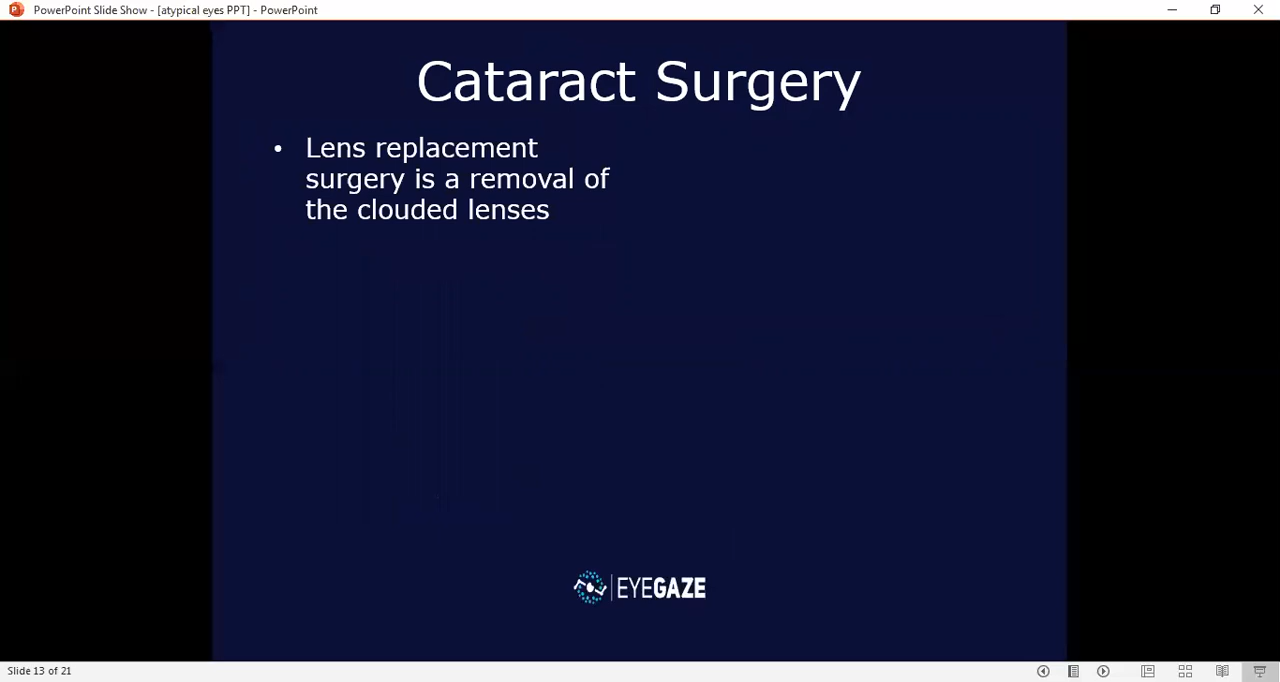 PowerPoint Slide Show - [atypical eyes PPT] - PowerPoint
Cataract Surgery
• Lens replacement
surgery is a removal of
the clouded lenses
EYEGAZE
Slide 13 of 21